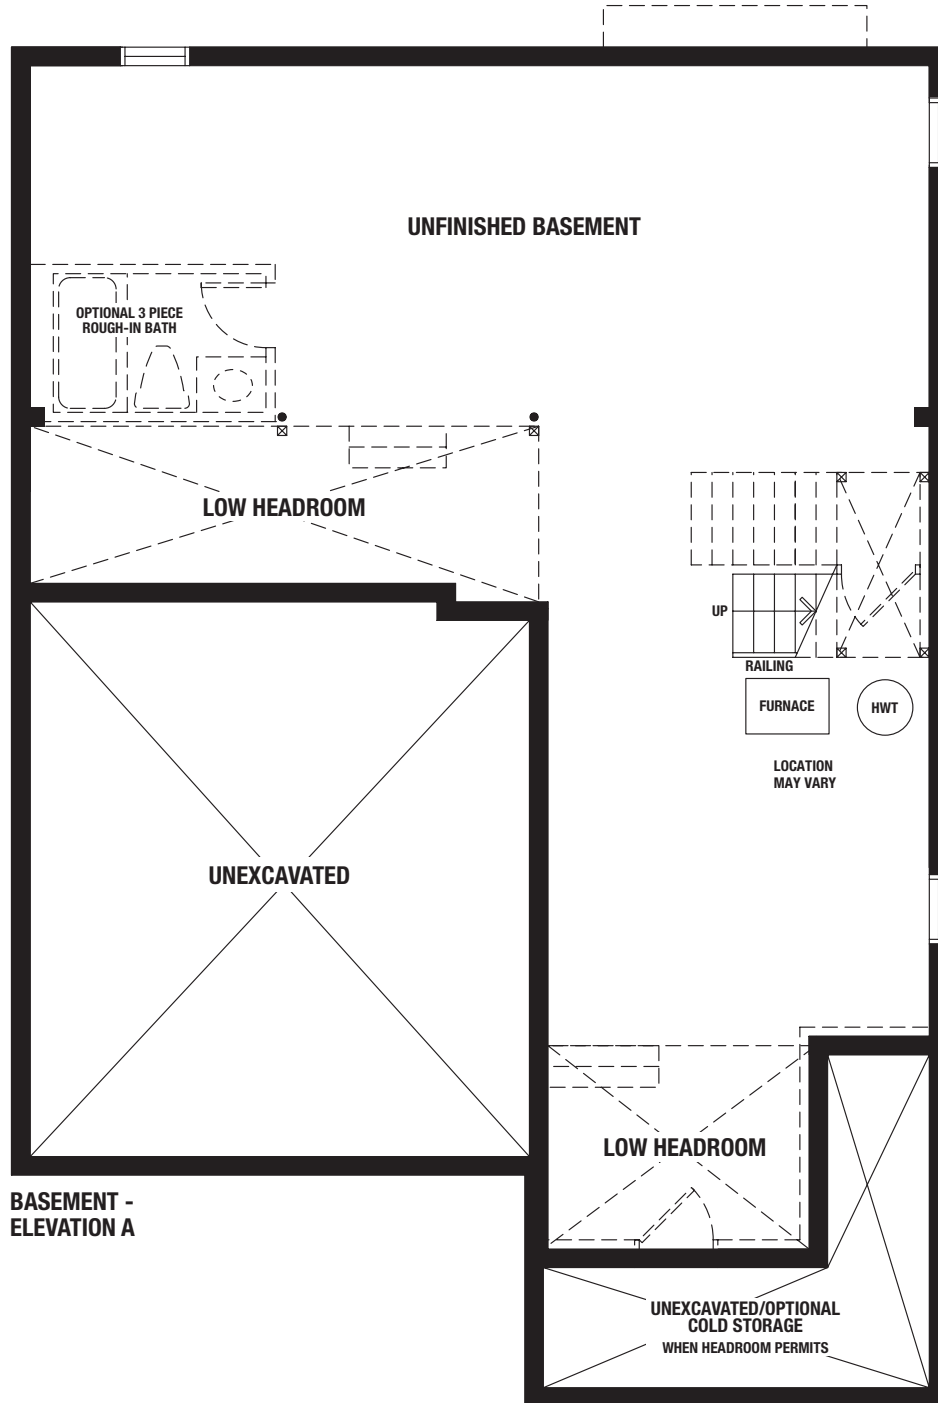 UNFINISHED BASEMENT
OPTIONAL 3 PIECE
ROUGH-IN BATH
LOW HEADROOM
UP
RAILING
FURNACE
HWT
LOCATION
MAY VARY
UNEXCAVATED
LOW HEADROOM
BASEMENT -
ELEVATION A
UNEXCAVATED/OPTIONAL
COLD STORAGE
WHEN HEADROOM PERMITS